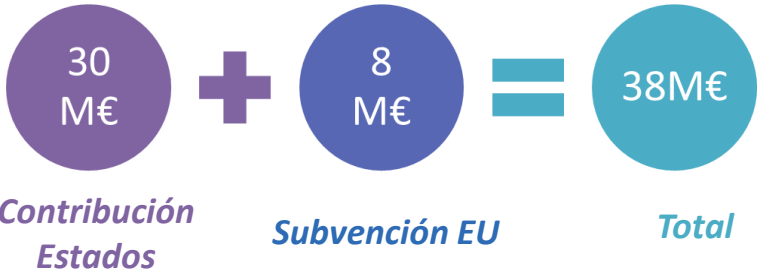 30
M€
8
M€
38M€
Contribución
Estados
Subvención EU
Total